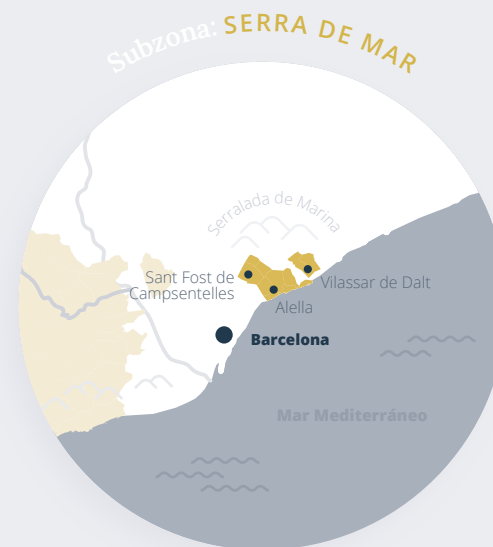 Subzona: SERRA DE MAR
Serralada de Marina
Sant Fost de
Campsentelles
Vilassar de Dalt
Alella
Barcelona
Mar Mediterráneo